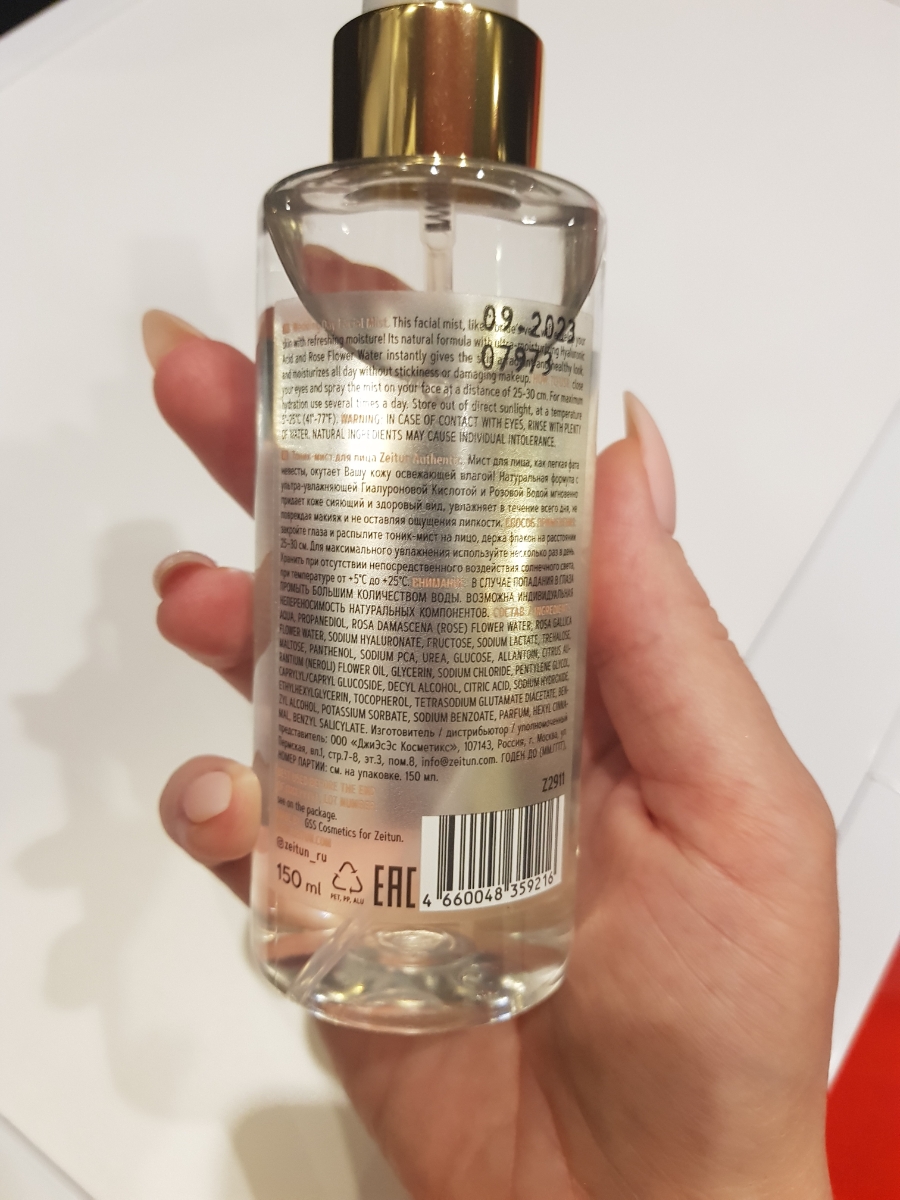 09 2023
07973
Facial Mist. This facial mist, like your
skin with refreshing moisture! Its natural formula with ultra-moisturizing Hyaluronic
Acid and Rose Flower Water instantly gives the and healthy look
and moisturizes all day without stickiness or damaging makeup. close
your eyes and spray the mist on your face at a distance of 25-30 cm. For maximum
hydration use several times a day. Store out of direct sunlight, at a temperature
5°-25°C (41°-77°F). WARNING: IN CASE OF CONTACT WITH EYES, RINSE WITH PLENTY
OF WATER. NATURAL INGREDIENTS MAY CAUSE INDIVIDUAL INTOLERANCE.
Тоник-мист для лица Zeitun Authentic. Мист для лица, как легкая фата
невесты, окутает Вашу кожу освежающей влагой! Натуральная формула с
ультра-увлажняющей Гиалуроновой Кислотой и Розовой Водой мгновенно
придает коже сияющий и здоровый вид, увлажняет в течение всего дня, не
повреждая макияж и не оставляя ощущения липкости. СПОСОБ ПРИМЕНЕНИЯ:
закройте глаза и распылите тоник-мист на лицо, держа флакон на расстоянии
25-30 см. Для максимального увлажнения используйте несколько раз в день.
Хранить при отсутствии непосредственного воздействия солнечного света,
при температуре от +5°С до +25°С. ВНИМАНИЕ: В СЛУЧАЕ ПОПАДАНИЯ В ГЛАЗА
ПРОМЫТЬ БОЛЬШИМ КОЛИЧЕСТВОМ ВОДЫ. ВОЗМОЖНА ИНДИВИДУАЛЬНАЯ
НЕПЕРЕНОСИМОСТЬ НАТУРАЛЬНЫХ КОМПОНЕНТОВ. СОСТАВ / INGREDIENTS:
AQUA, PROPANEDIOL, ROSA DAMASCENA (ROSE) FLOWER WATER, ROSA GALLICA
FLOWER WATER, SODIUM HYALURONATE, FRUCTOSE, SODIUM LACTATE, TREHALOSE,
MALTOSE, PANTHENOL, SODIUM PCA, UREA, GLUCOSE, ALLANTOIN, CITRUS AU-
RANTIUM (NEROLI) FLOWER OIL, GLYCERIN, SODIUM CHLORIDE, PENTYLENE GLYCOL,
CAPRYLYL/CAPRYL GLUCOSIDE, DECYL ALCOHOL, CITRIC ACID, SODIUM HYDROXIDE,
ETHYLHEXYLGLYCERIN, TOCOPHEROL, TETRASODIUM GLUTAMATE DIACETATE, BEN-
ZYL ALCOHOL, POTASSIUM SORBATE, SODIUM BENZOATE, PARFUM, HEXYL CINNA-
MAL, BENZYL SALICYLATE. Изготовитель / дистрибьютор / уполномоченный
представитель: ООО «ДжиЭсЭс Косметикс», 107143, Россия, г. Москва, ул.
Пермская, вл.1, стр.7-8, эт.3, пом.8, info@zeitun.com. ГОДЕН ДО (ММ.ГГГГ),
НОМЕР ПАРТИИ: см. на упаковке. 150 мл.
THE END
LOT NUMBER:
see on the package.
GSS Cosmetics for Zeitun.
Z2911
@zeitun_ru
150 ml
PET, PP, ALU
EAC
4 660048 359216